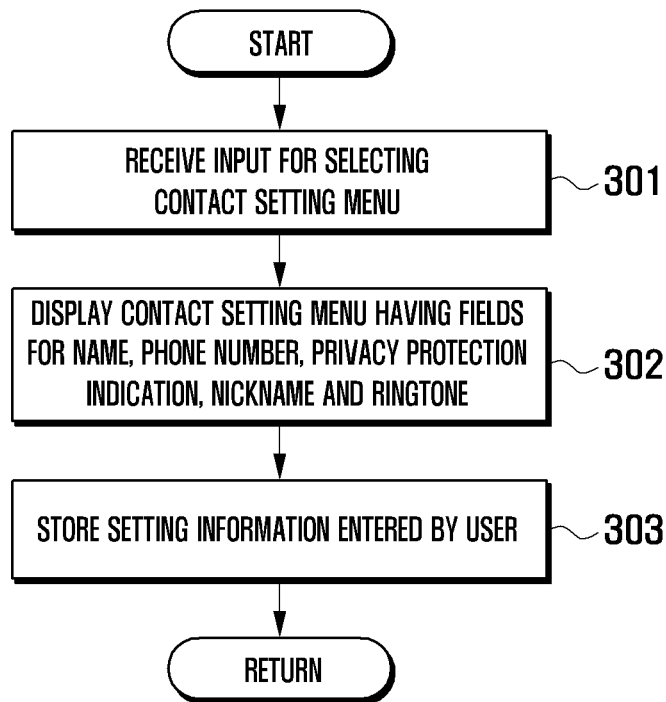 START
RECEIVE INPUT FOR SELECTING
CONTACT SETTING MENU
301
DISPLAY CONTACT SETTING MENU HAVING FIELDS
FOR NAME, PHONE NUMBER, PRIVACY PROTECTION
INDICATION, NICKNAME AND RINGTONE
302
STORE SETTING INFORMATION ENTERED BY USER
303
RETURN